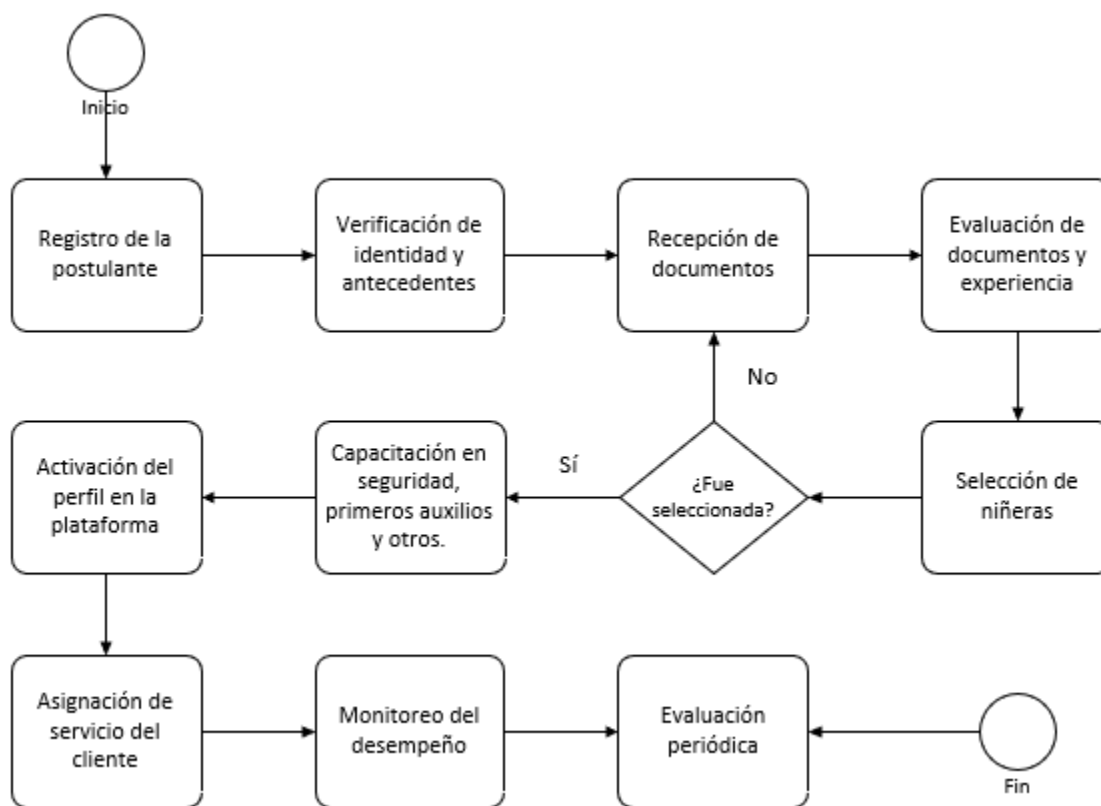 Inicio
Registro de la
postulante
Verificación de
identidad y
antecedentes
Recepción de
documentos
Evaluación de
documentos y
experiencia
No
Activación del
perfil en la
plataforma
Capacitación en
seguridad,
primeros auxilios
y otros.
Sí
¿Fue
seleccionada?
Selección de
niñeras
Asignación de
servicio del
cliente
Monitoreo del
desempeño
Evaluación
periódica
Fin